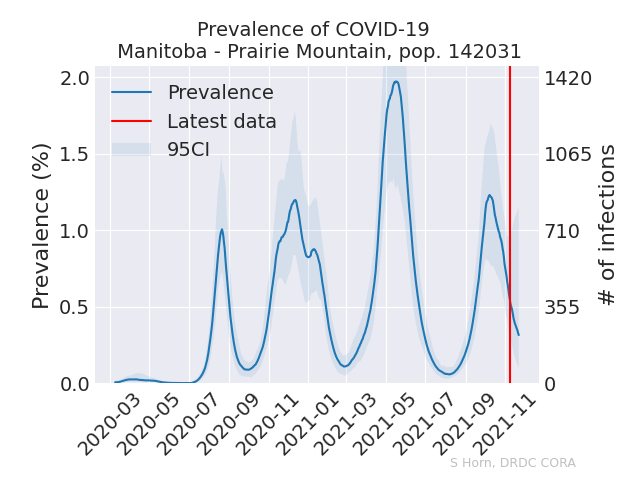 Prevalence of COVID-19
Manitoba - Prairie Mountain, pop. 142031
Prevalence
Latest data
95CI
Prevalence (%)
2.0
1.5
1.0
0.5
0.0
1420
1065
710
355
0
# of infections
2020-03
2020-05
2020-07
2020-09
2020-11
2021-01
2021-03
2021-05
2021-07
2021-09
2021-11
S Horn, DRDC CORA